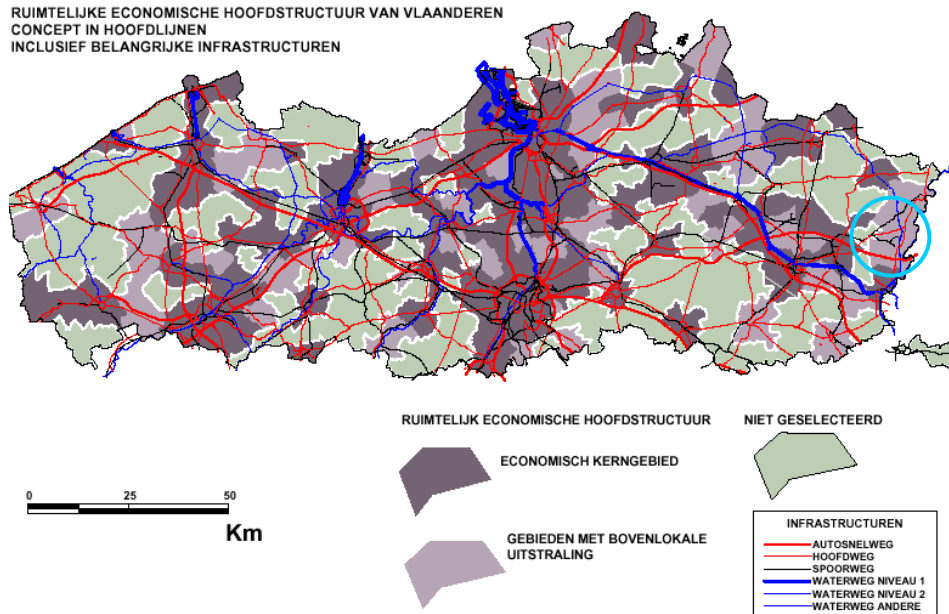 RUIMTELIJKE ECONOMISCHE HOOFDSTRUCTUUR VAN VLAANDEREN
CONCEPT IN HOOFDLIJNEN
INCLUSIEF BELANGRIJKE INFRASTRUCTUREN
RUIMTELIJK ECONOMISCHE HOOFDSTRUCTUUR
NIET GESELECTEERD
ECONOMISCH KERNGEBIED
0 25 50
Km
GEBIEDEN MET BOVENLOKALE
UITSTRALING
INFRASTRUCTUREN
AUTOSNELWEG
HOOFDWEG
SPOORWEG
WATERWEG NIVEAU 1
WATERWEG NIVEAU 2
WATERWEG ANDERE